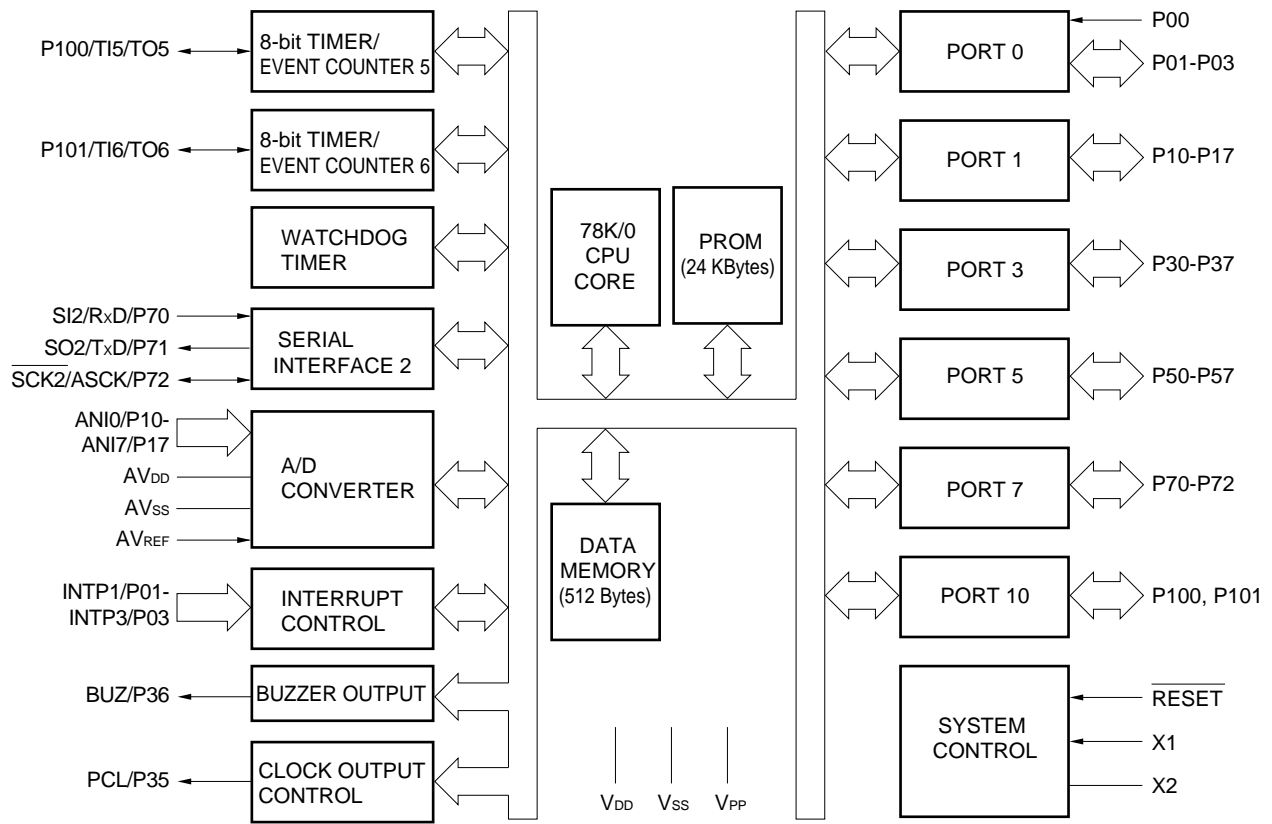 P100/TI5/TO5
8-bit TIMER/
EVENT COUNTER 5
P101/TI6/TO6
8-bit TIMER/
EVENT COUNTER 6
WATCHDOG
TIMER
SI2/RxD/P70
SO2/TxD/P71
SCK2/ASCK/P72
SERIAL
INTERFACE 2
ANI0/P10-
ANI7/P17
AVDD
AVSS
AVREF
A/D
CONVERTER
INTP1/P01-
INTP3/P03
INTERRUPT
CONTROL
BUZ/P36
BUZZER OUTPUT
PCL/P35
CLOCK OUTPUT
CONTROL
78K/0
CPU
CORE
PROM
(24 KBytes)
DATA
MEMORY
(512 Bytes)
VDD
VSS
VPP
PORT 0
P00
P01-P03
PORT 1
P10-P17
PORT 3
P30-P37
PORT 5
P50-P57
PORT 7
P70-P72
PORT 10
P100, P101
SYSTEM
CONTROL
RESET
X1
X2